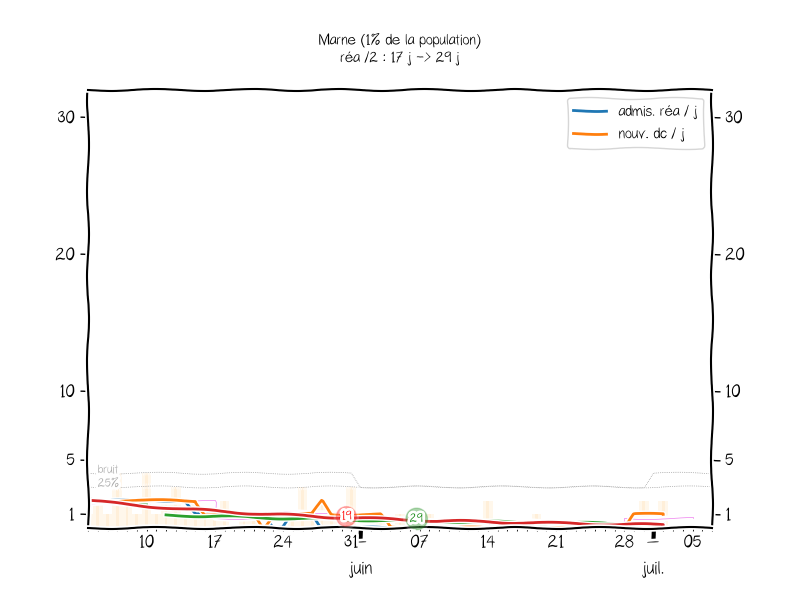 Marne (1% de la population)
réa /2 : 17 j -> 29 j
admis. réa / j
nouv. dc / j
30
30
20
20
10
10
5
5
bruit
25%
1
19
29
1
10 17 24 31 07 14 21 28 05
juin juil.